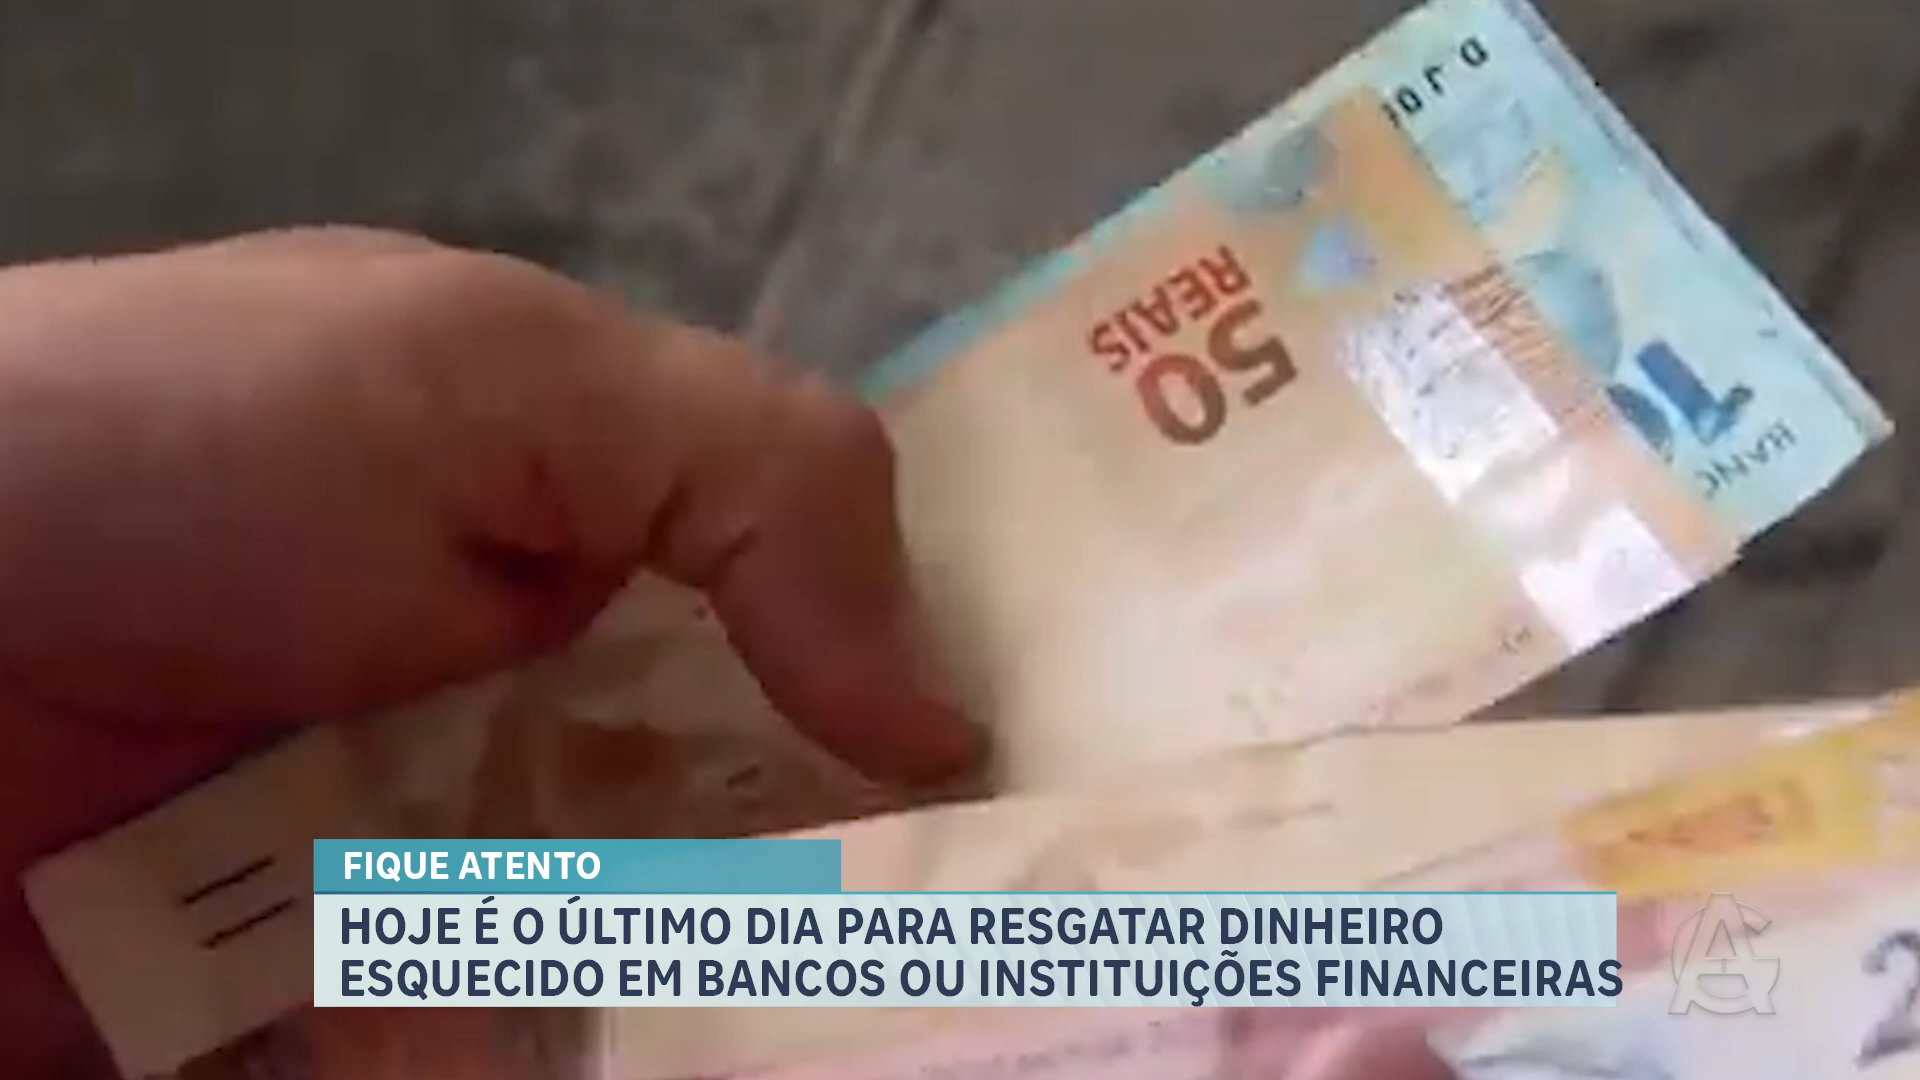 50
REAIS
FIQUE ATENTO
HOJE É O ÚLTIMO DIA PARA RESGATAR DINHEIRO
ESQUECIDO EM BANCOS OU INSTITUIÇÕES FINANCEIRAS